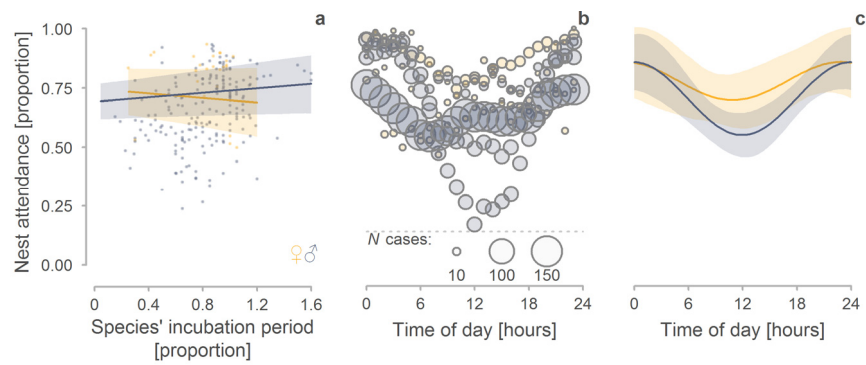 a
b
c
1.00
0.75
0.50
0.25
0.00
Nest attendance [proportion]
♀♂
0 0.4 0.8 1.2 1.6
Species' incubation period
[proportion]
N cases:
10 100 150
0 6 12 18 24
Time of day [hours]
0 6 12 18 24
Time of day [hours]